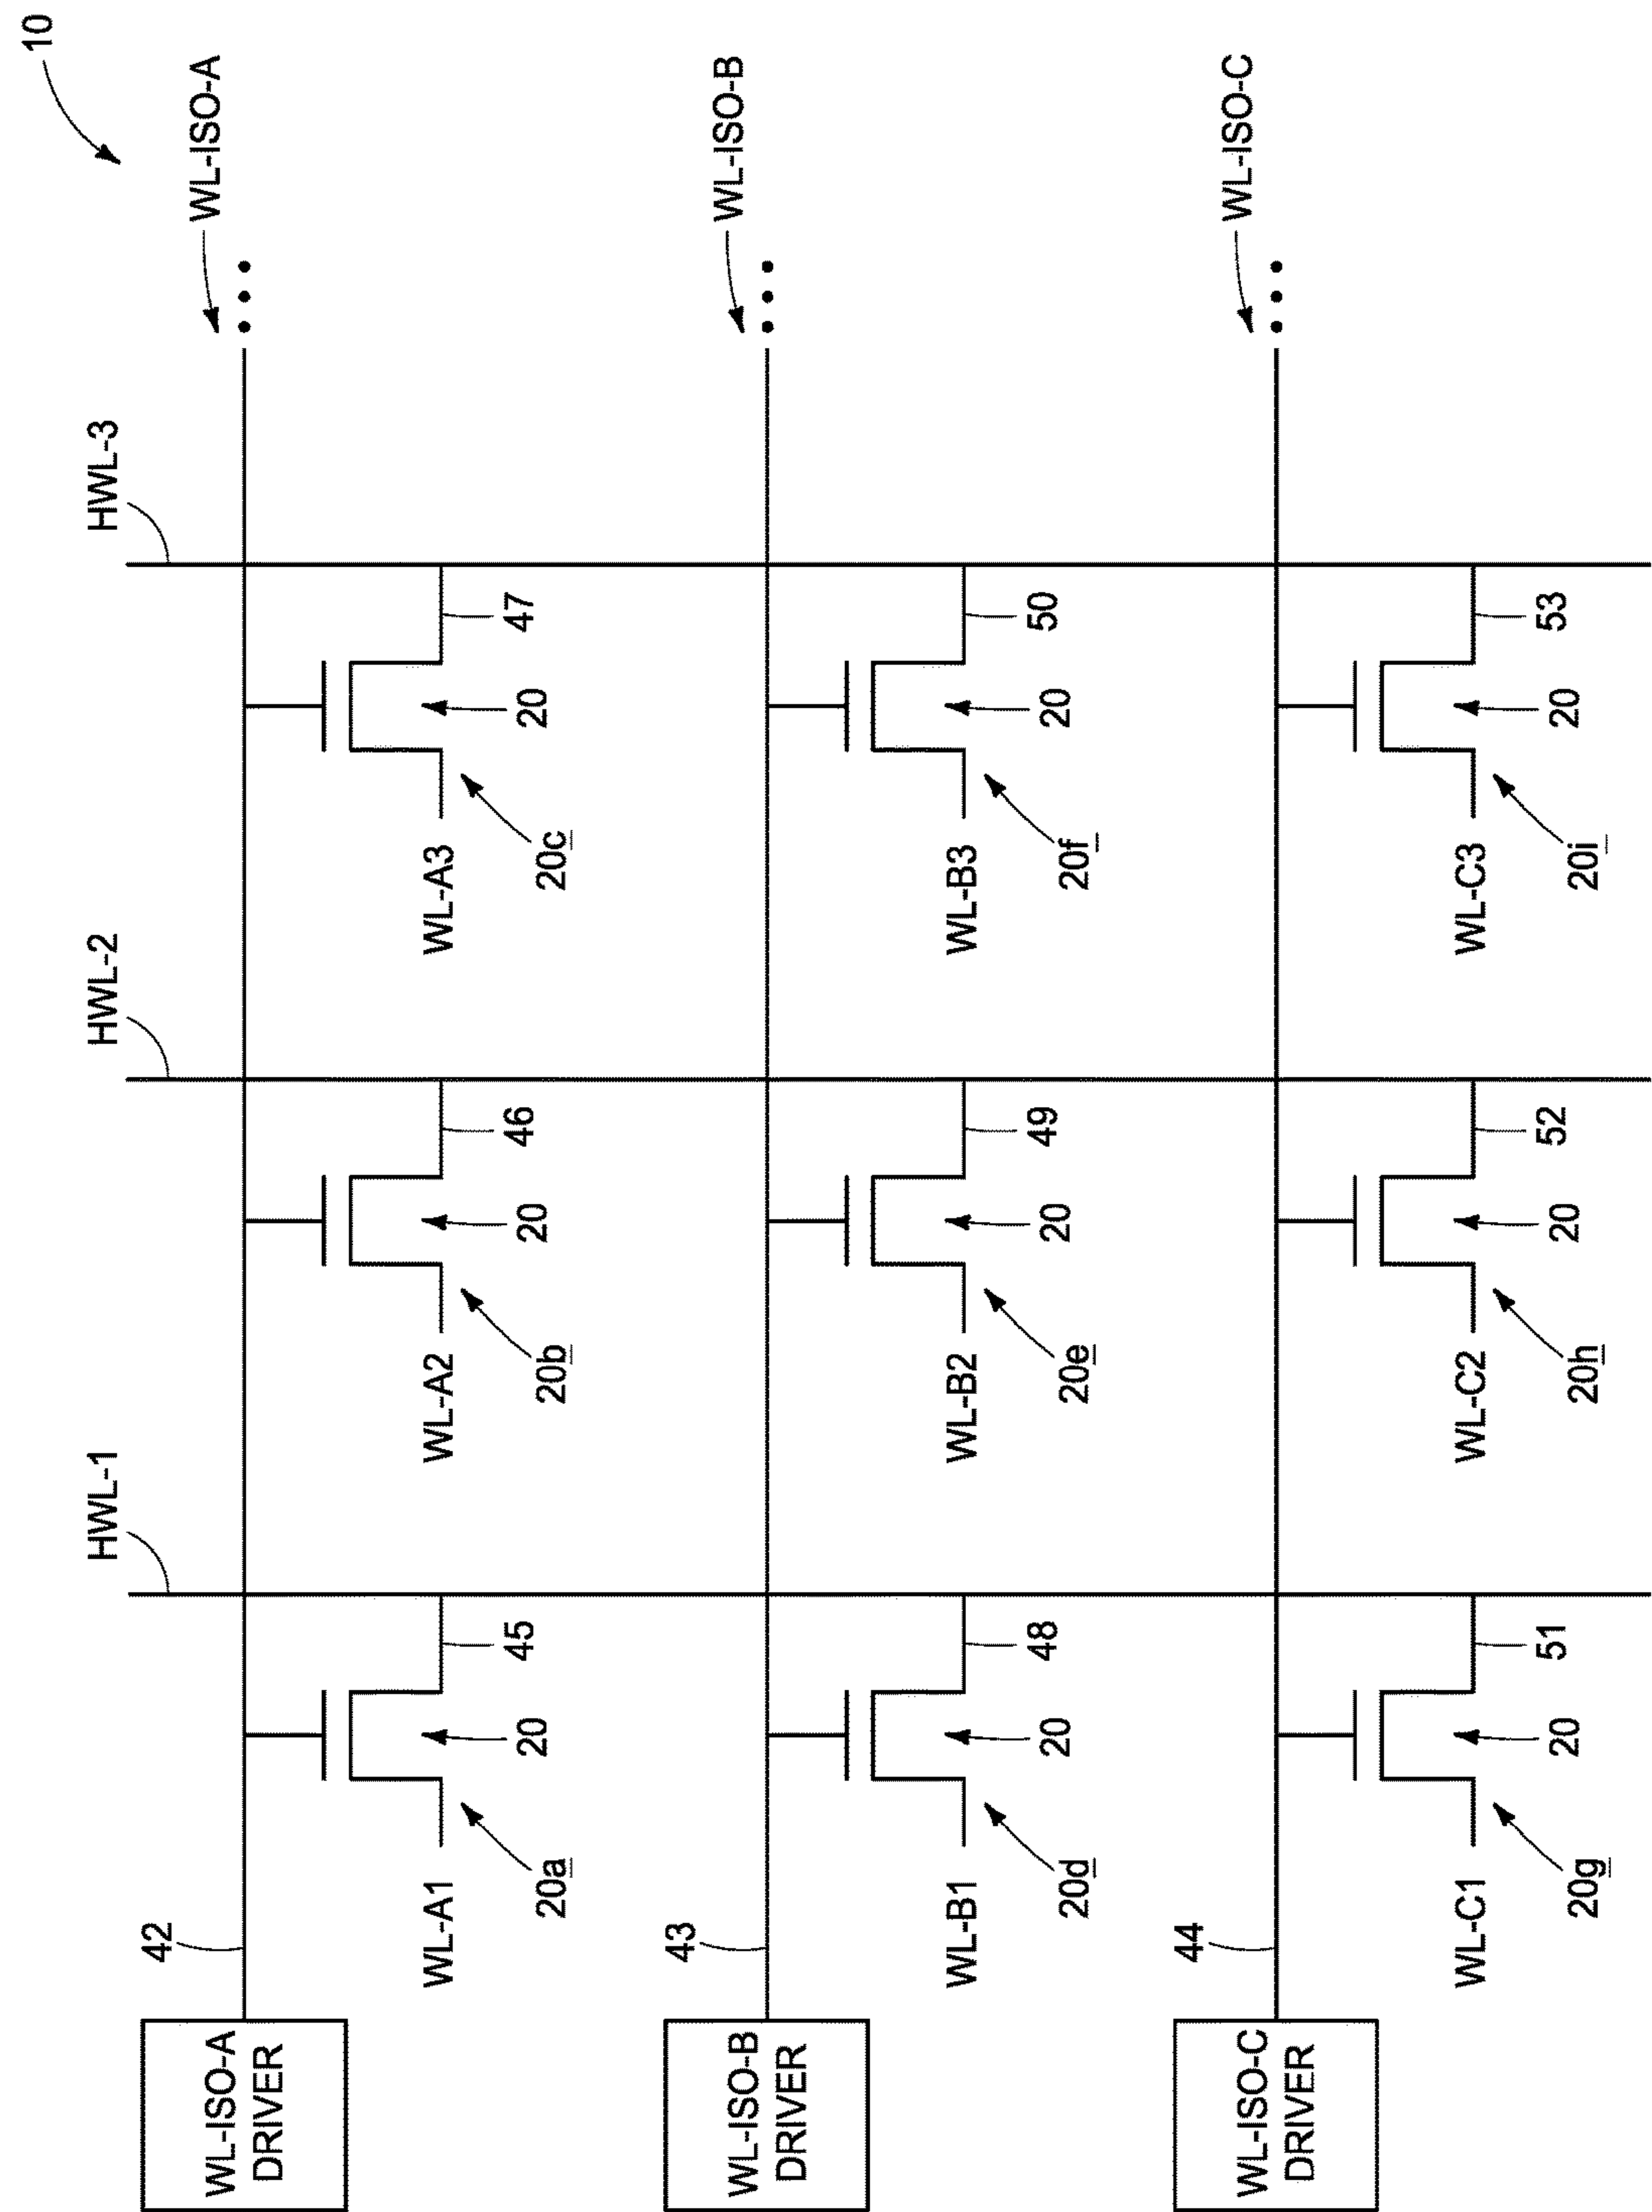 10
HWL-1
HWL-2
HWL-3
WL-ISO-A
WL-ISO-A
DRIVER
42
45
46
47
20
20
20
WL-A1
WL-A2
WL-A3
20a
20b
20c
WL-ISO-B
WL-ISO-B
DRIVER
43
48
49
50
20
20
20
WL-B1
WL-B2
WL-B3
20d
20e
20f
WL-ISO-C
WL-ISO-C
DRIVER
44
51
52
53
20
20
20
WL-C1
WL-C2
WL-C3
20g
20h
20i